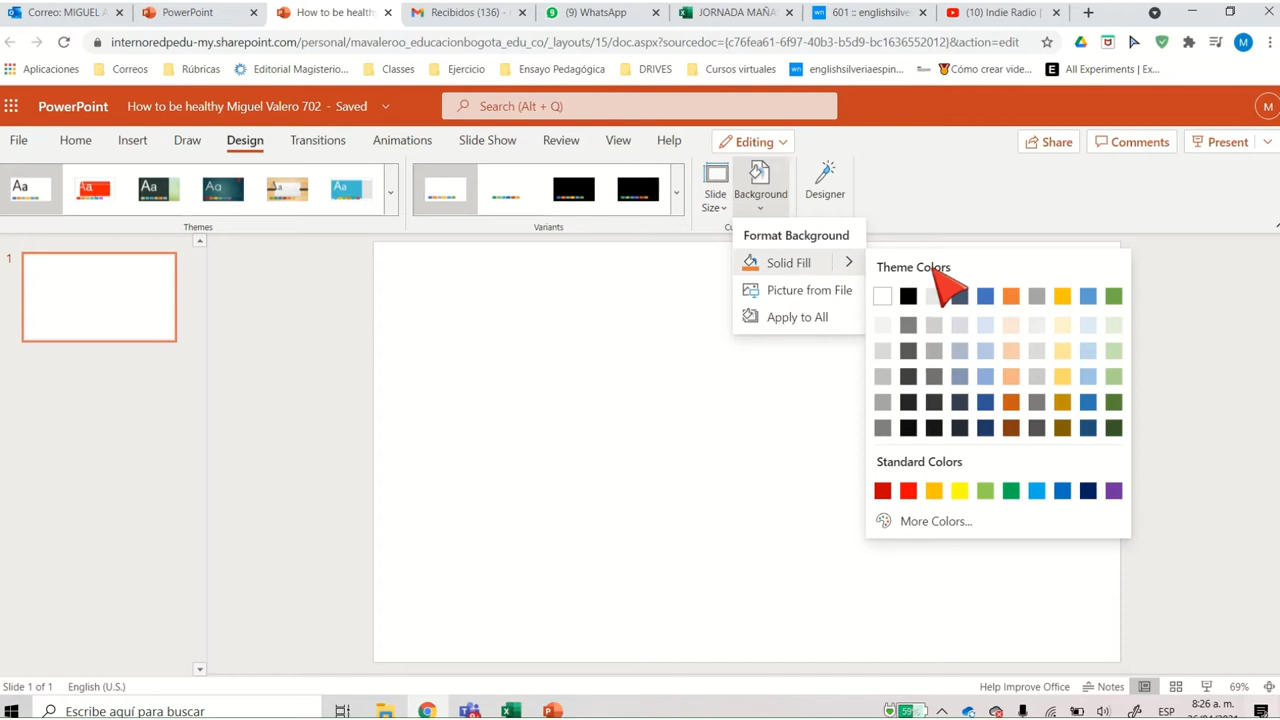 Correo: MIGUEL A
PowerPoint
How to be health
Recibidos (136) -
(9) WhatsApp
JORNADA MAÑA
601 :: englishsilve
(10) Indie Radio |
internoredpedu-my.sharepoint.com/personal/mavaleroc_educacionbogota_edu_co/_layouts/15/doc.aspx?sourcedoc={c76fea61-6f97-40b3-b5d9-bc1636552012}&action=edit
M
Aplicaciones
Correos
Rúbricas
Editorial Magisterio...
Clases
Ejercicio
Ensayo Pedagógica
DRIVES
Cursos virtuales
englishsilveriaespin...
Cómo crear vide...
All Experiments | Ex...
PowerPoint
How to be healthy Miguel Valero 702 - Saved
Search (Alt + Q)
M
File
Home
Insert
Draw
Design
Transitions
Animations
Slide Show
Review
View
Help
Editing
Share
Comments
Present
Aa
Aa
Aa
Aa
Aa
Aa
Slide
Size
Background
Designer
Themes
Variants
Format Background
Solid Fill
Picture from File
Apply to All
Theme Colors
Standard Colors
More Colors...
1
Slide 1 of 1
English (U.S.)
Help Improve Office
Notes
69%
Escribe aquí para buscar
ESP
8:26 a. m.